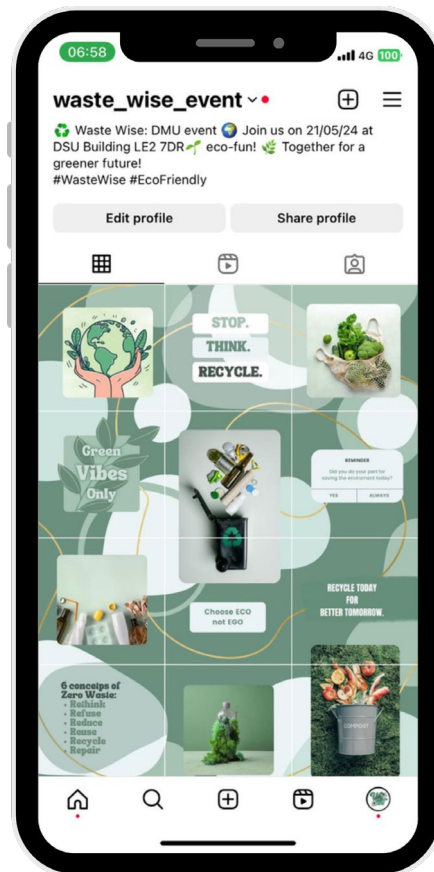 06:58
4G 100
waste_wise_event
♻️ Waste Wise: DMU event 🌍 Join us on 21/05/24 at
DSU Building LE2 7DR🌱 eco-fun! 🌿 Together for a
greener future!
#WasteWise #EcoFriendly
Edit profile
Share profile
STOP.
THINK.
RECYCLE.
Green
Vibes
Only
REMINDER
Did you do your part for
saving the enviroment today?
YES
ALWAYS
Choose ECO
not EGO
RECYCLE TODAY
FOR
BETTER TOMORROW.
6 conceips of
Zero Waste:
• Rethink
• Refuse
• Reduce
• Reuse
• Recycle
• Repair
COMPOST